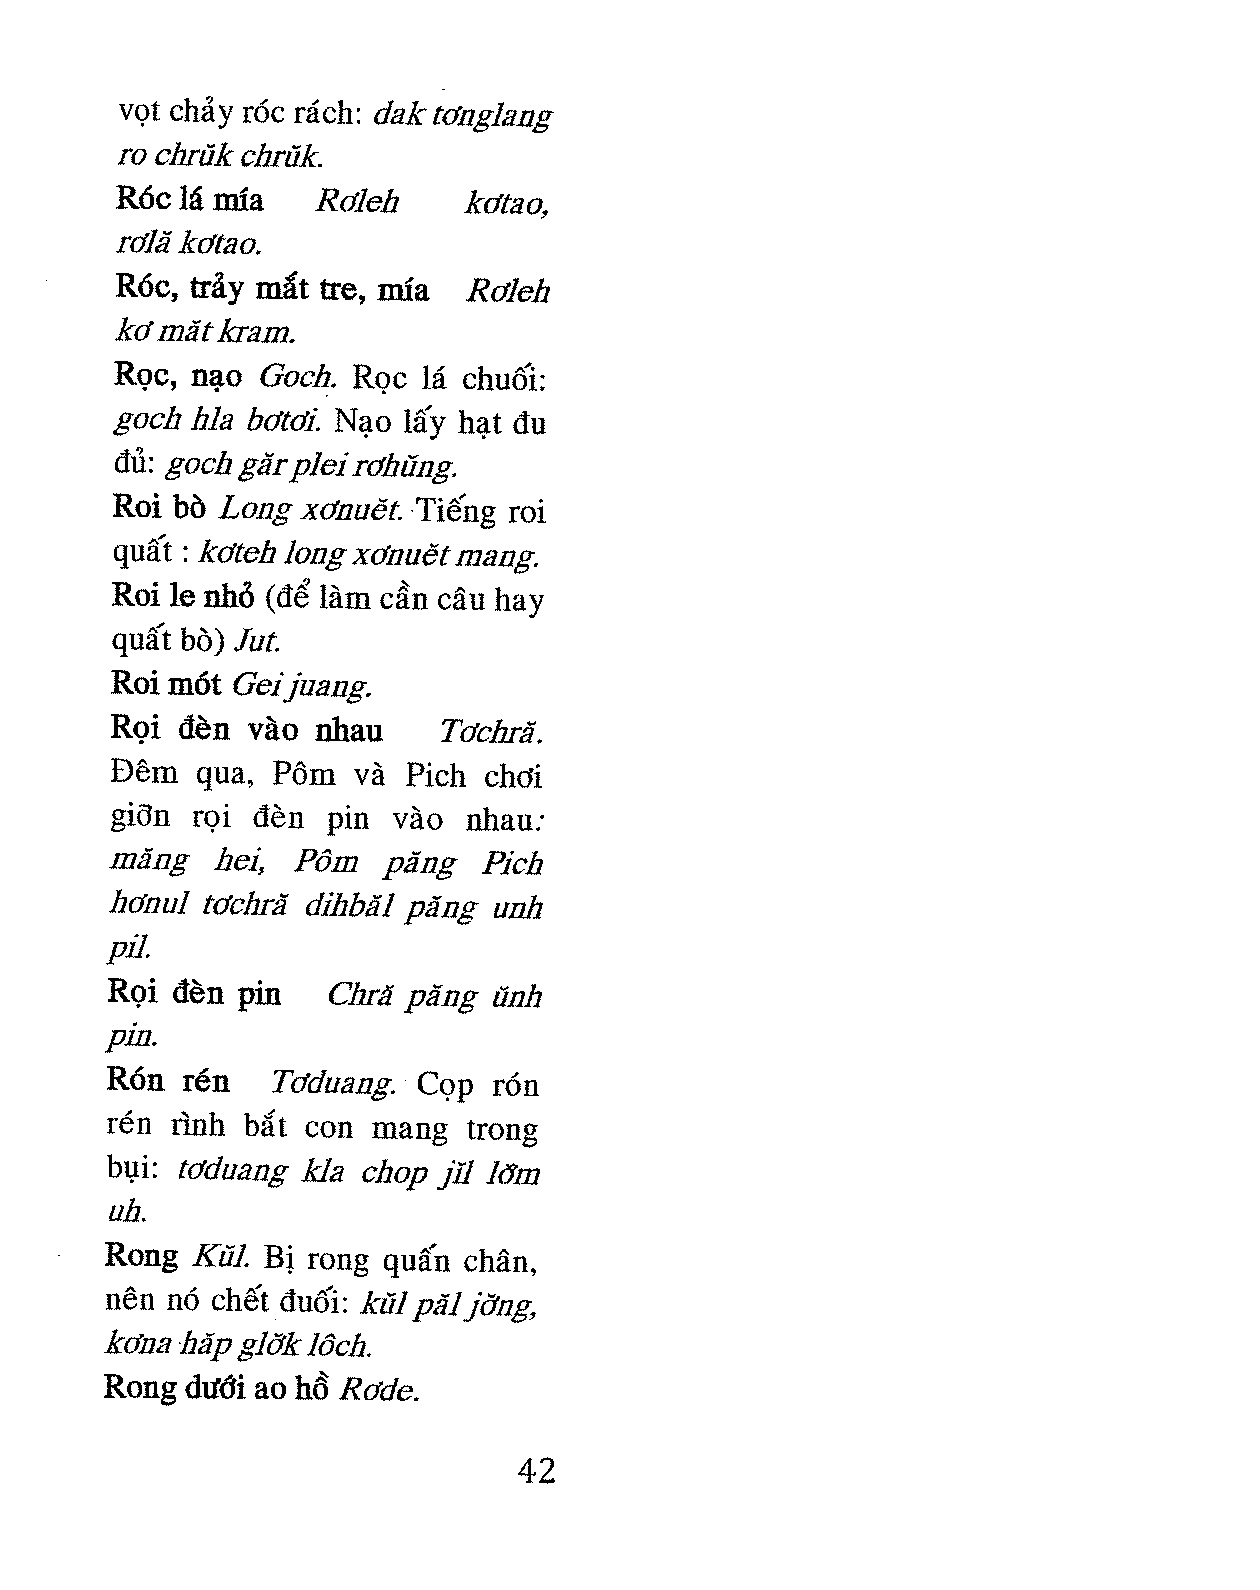 vọt chảy róc rách: dak tơnglang
ro chrŭk chrŭk.
Róc lá mía Rơleh kơtao,
rơlă kơtao.
Róc, trảy mắt tre, mía Rơleh
kơ măt kram.
Rọc, nạo Goch. Rọc lá chuối:
goch hla bơtơi. Nạo lấy hạt đu
đủ: goch găr plei rơhŭng.
Roi bò Long xơnuĕt. Tiếng roi
quất : kơteh long xơnuĕt mang.
Roi le nhỏ (để làm cần câu hay
quất bò) Jut.
Roi mót Gei juang.
Rọi đèn vào nhau Tơchră.
Đêm qua, Pôm và Pich chơi
giỡn rọi đèn pin vào nhau:
măng hei, Pôm păng Pich
hơnul tơchră dihbăl păng unh
pil.
Rọi đèn pin Chră păng ŭnh
pin.
Rón rén Tơduang. Cọp rón
rén rình bắt con mang trong
bụi: tơduang kla chop jĭl lơ̆m
uh.
Rong Kŭl. Bị rong quấn chân,
nên nó chết đuối: kŭl păl jơ̆ng,
kơna hăp glơ̆k lôch.
Rong dưới ao hồ Rơde.
42